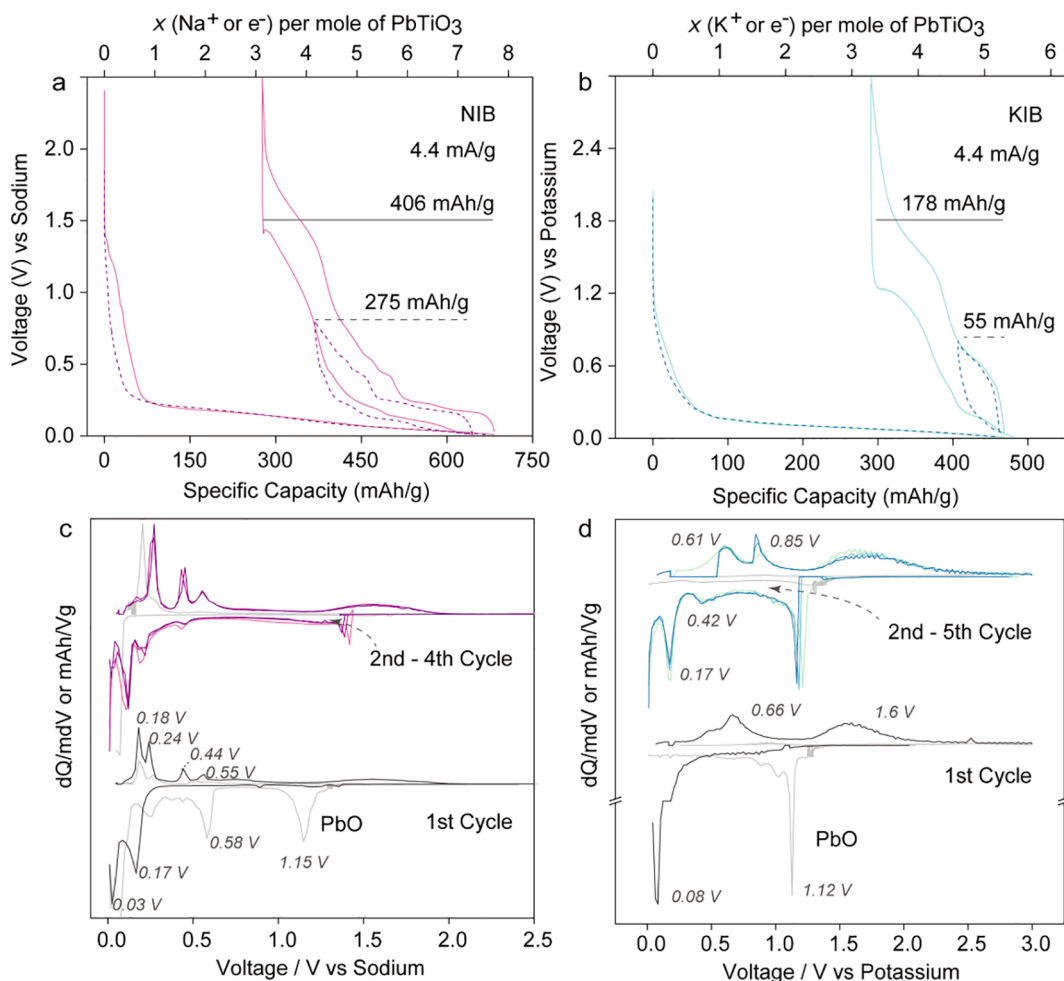 x (Na+ or e-) per mole of PbTiO3
0 1 2 3 4 5 6 7 8
a
NIB
4.4 mA/g
406 mAh/g
275 mAh/g
Voltage (V) vs Sodium
2.0
1.5
1.0
0.5
0.0
0 150 300 450 600 750
Specific Capacity (mAh/g)
x (K+ or e-) per mole of PbTiO3
0 1 2 3 4 5 6
b
KIB
4.4 mA/g
178 mAh/g
55 mAh/g
Voltage (V) vs Potassium
2.4
1.8
1.2
0.6
0.0
0 100 200 300 400 500
Specific Capacity (mAh/g)
c
2nd - 4th Cycle
dQ/mdV or mAh/Vg
0.18 V
0.24 V
0.44 V
0.55 V
PbO
1st Cycle
0.58 V
1.15 V
0.17 V
0.03 V
0.0 0.5 1.0 1.5 2.0 2.5
Voltage / V vs Sodium
d
0.61 V
0.85 V
0.42 V
2nd - 5th Cycle
0.17 V
dQ/mdV or mAh/Vg
0.66 V
1.6 V
1st Cycle
PbO
0.08 V
1.12 V
0.0 0.5 1.0 1.5 2.0 2.5 3.0
Voltage / V vs Potassium